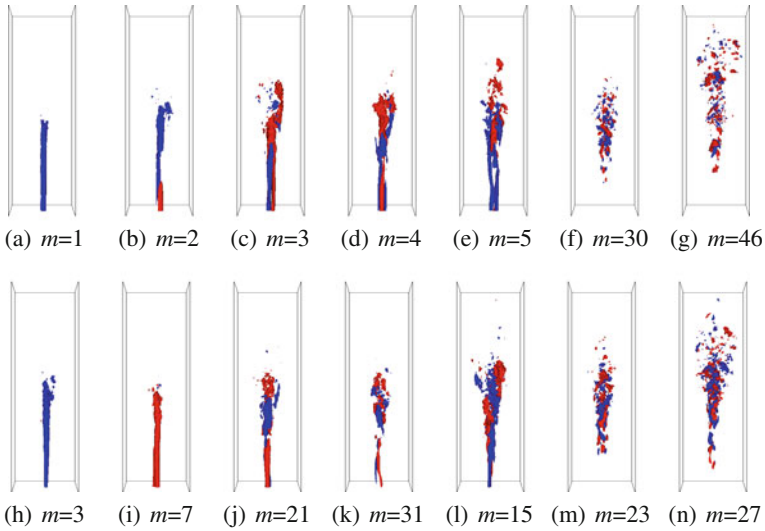 (a) m=1 (b) m=2 (c) m=3 (d) m=4 (e) m=5 (f) m=30 (g) m=46
(h) m=3 (i) m=7 (j) m=21 (k) m=31 (l) m=15 (m) m=23 (n) m=27